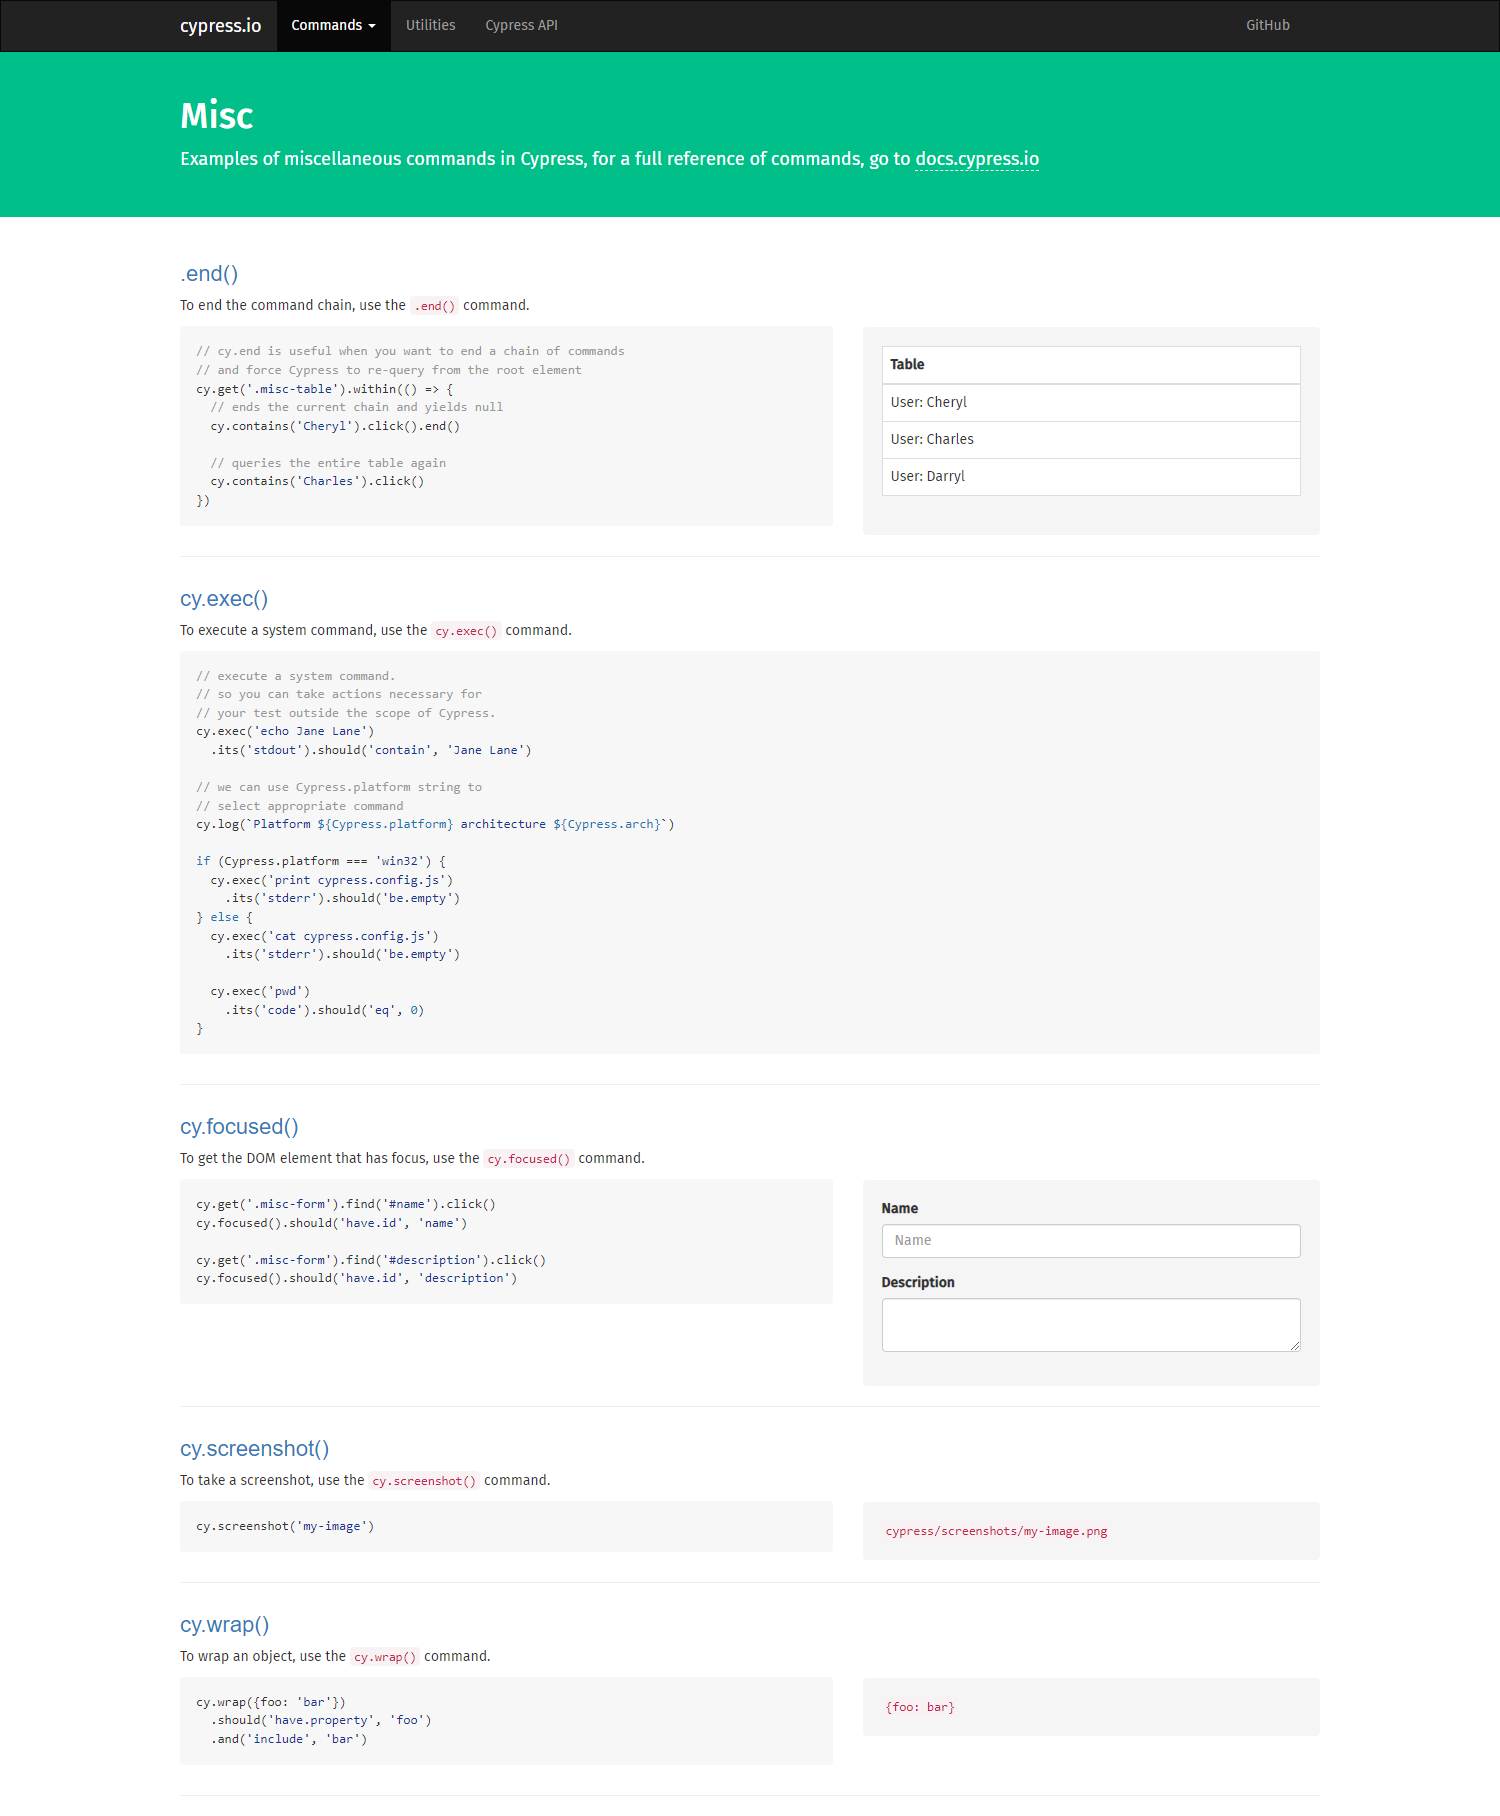 cypress.io Commands Utilities Cypress API GitHub
Misc
Examples of miscellaneous commands in Cypress, for a full reference of commands, go to docs.cypress.io
.end()
To end the command chain, use the .end() command.
// cy.end is useful when you want to end a chain of commands
// and force Cypress to re-query from the root element
cy.get('.misc-table').within(() => {
  // ends the current chain and yields null
  cy.contains('Cheryl').click().end()

  // queries the entire table again
  cy.contains('Charles').click()
})
Table
User: Cheryl
User: Charles
User: Darryl
cy.exec()
To execute a system command, use the cy.exec() command.
// execute a system command.
// so you can take actions necessary for
// your test outside the scope of Cypress.
cy.exec('echo Jane Lane')
  .its('stdout').should('contain', 'Jane Lane')

// we can use Cypress.platform string to
// select appropriate command
cy.log(`Platform ${Cypress.platform} architecture ${Cypress.arch}`)

if (Cypress.platform === 'win32') {
  cy.exec('print cypress.config.js')
    .its('stderr').should('be.empty')
} else {
  cy.exec('cat cypress.config.js')
    .its('stderr').should('be.empty')

  cy.exec('pwd')
    .its('code').should('eq', 0)
}
cy.focused()
To get the DOM element that has focus, use the cy.focused() command.
cy.get('.misc-form').find('#name').click()
cy.focused().should('have.id', 'name')

cy.get('.misc-form').find('#description').click()
cy.focused().should('have.id', 'description')
Name
Name
Description
cy.screenshot()
To take a screenshot, use the cy.screenshot() command.
cy.screenshot('my-image')
cypress/screenshots/my-image.png
cy.wrap()
To wrap an object, use the cy.wrap() command.
cy.wrap({foo: 'bar'})
  .should('have.property', 'foo')
  .and('include', 'bar')
{foo: bar}